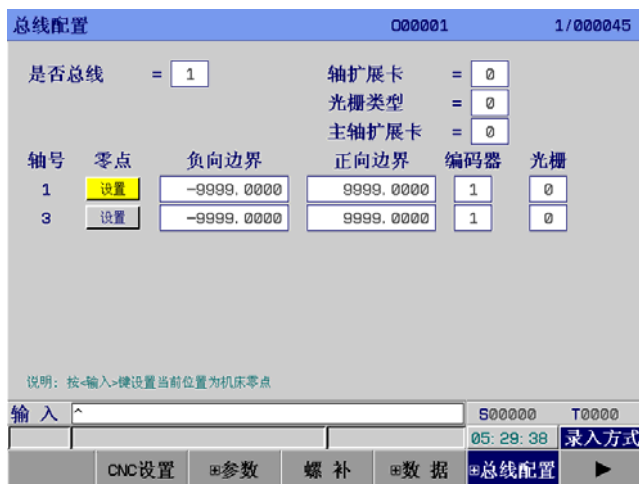 总线配置 O00001 1/000045
是否总线 = 1 轴扩展卡 = 0
光栅类型 = 0
主轴扩展卡 = 0
轴号 零点 负向边界 正向边界 编码器 光栅
1 设置 -9999.0000 9999.0000 1 0
3 设置 -9999.0000 9999.0000 1 0
说明: 按<输入>键设置当前位置为机床零点
输 入 ^ S00000 T0000
05:29:38 录入方式
CNC设置 ⊞参数 螺 补 ⊞数 据 ⊞总线配置 ▶